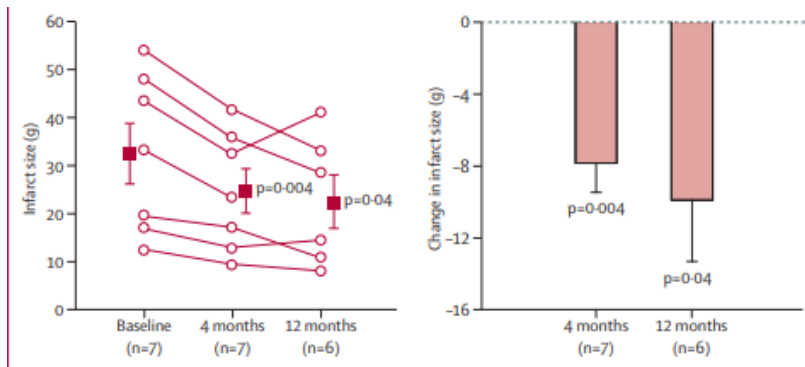 60
50
40
30
20
10
0
Infarct size (g)
p=0·004
p=0·04
Baseline
(n=7)
4 months
(n=7)
12 months
(n=6)
0
−4
−8
−12
−16
Change in infarct size (g)
p=0·004
p=0·04
4 months
(n=7)
12 months
(n=6)